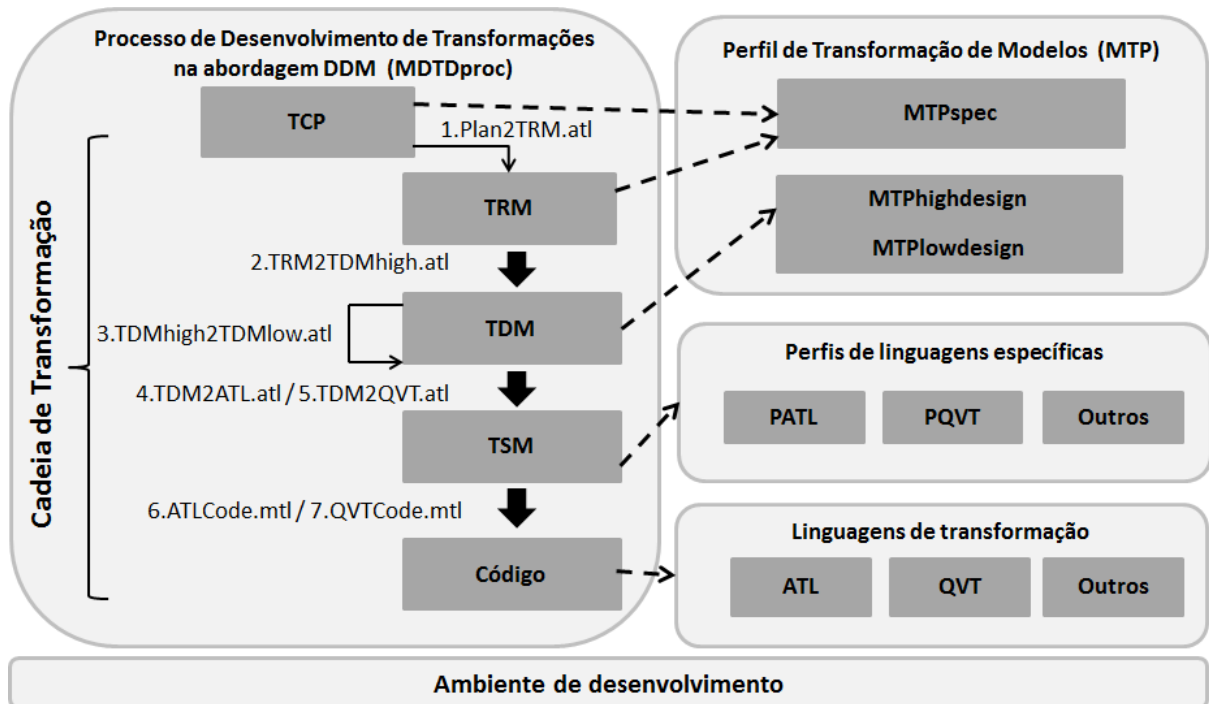 Processo de Desenvolvimento de Transformações
na abordagem DDM (MDTDproc)
TCP
1.Plan2TRM.atl
TRM
2.TRM2TDMhigh.atl
TDM
3.TDMhigh2TDMlow.atl
4.TDM2ATL.atl / 5.TDM2QVT.atl
TSM
6.ATLCode.mtl / 7.QVTCode.mtl
Código
Cadeia de Transformação
Perfil de Transformação de Modelos (MTP)
MTPspec
MTPhighdesign
MTPlowdesign
Perfis de linguagens específicas
PATL
PQVT
Outros
Linguagens de transformação
ATL
QVT
Outros
Ambiente de desenvolvimento